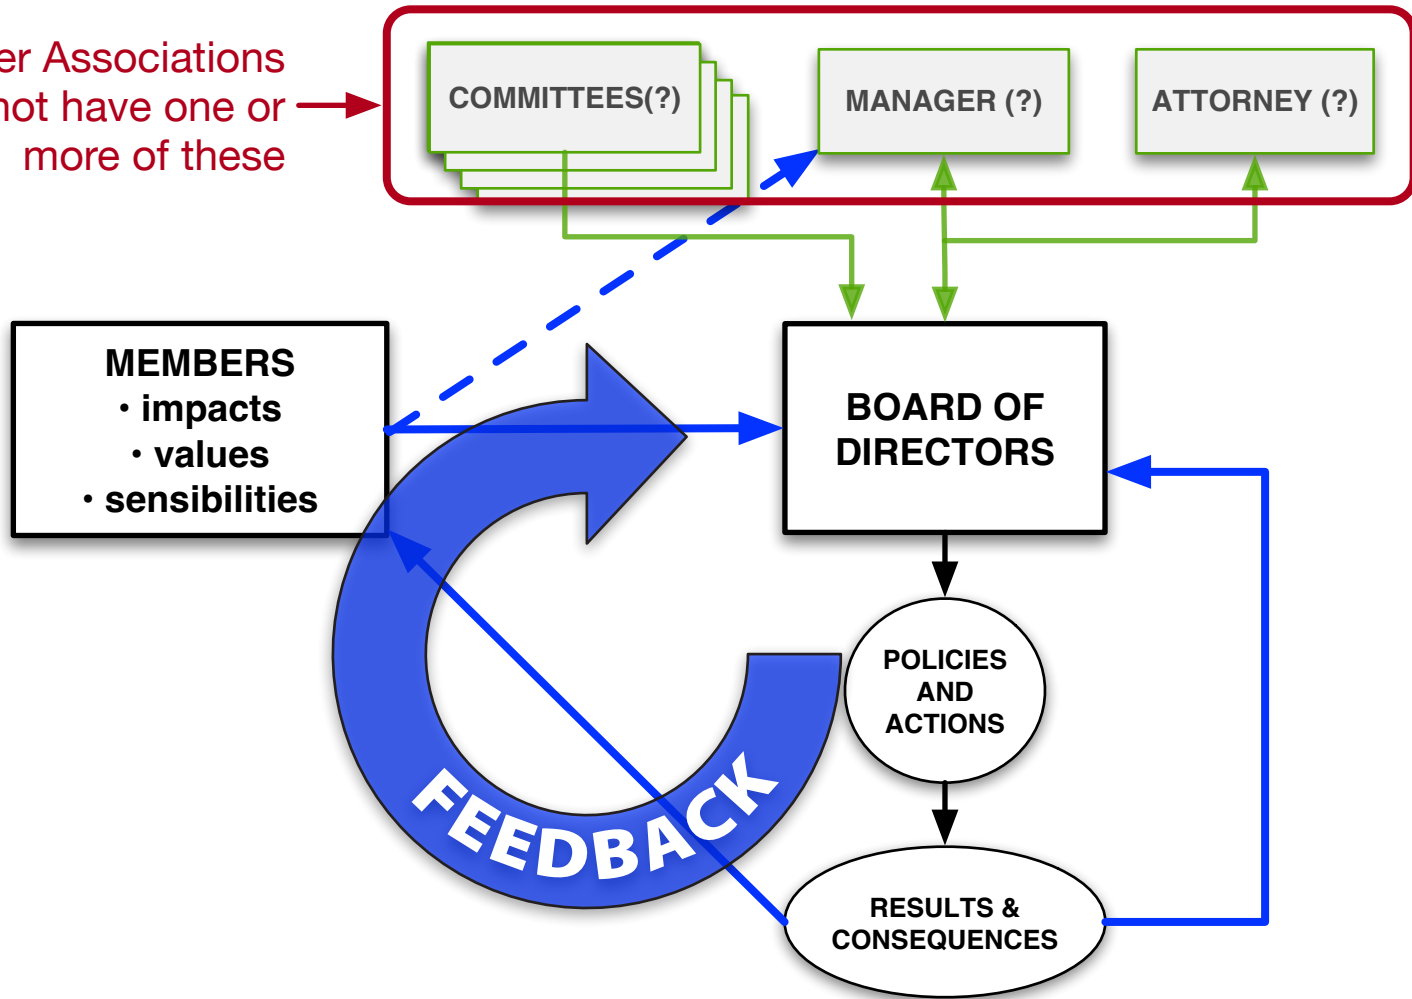 er Associations
not have one or
more of these
COMMITTEES(?)
MANAGER (?)
ATTORNEY (?)
MEMBERS
• impacts
• values
• sensibilities
BOARD OF
DIRECTORS
POLICIES
AND
ACTIONS
FEEDBACK
RESULTS &
CONSEQUENCES